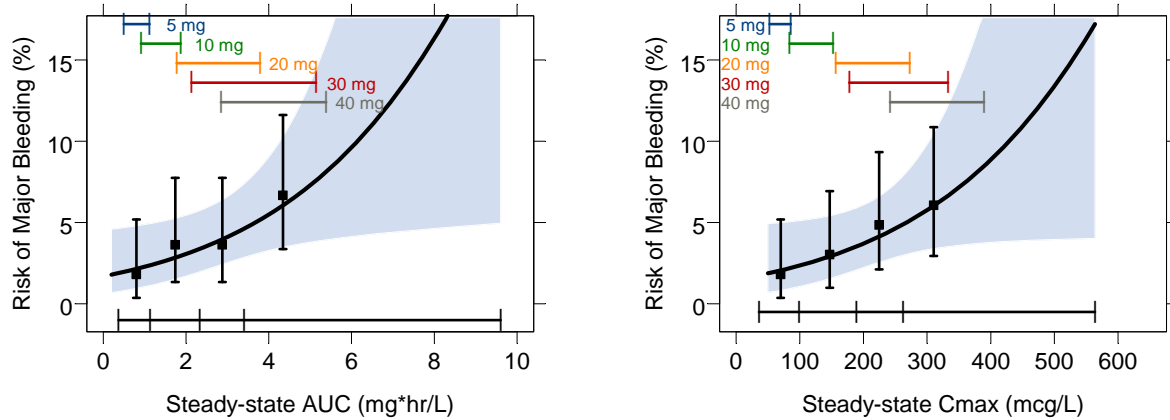 Risk of Major Bleeding (%)
15
10
5
0
5 mg
10 mg
20 mg
30 mg
40 mg
0 2 4 6 8 10
Steady-state AUC (mg*hr/L)
Risk of Major Bleeding (%)
15
10
5
0
5 mg
10 mg
20 mg
30 mg
40 mg
0 100 200 300 400 500 600
Steady-state Cmax (mcg/L)